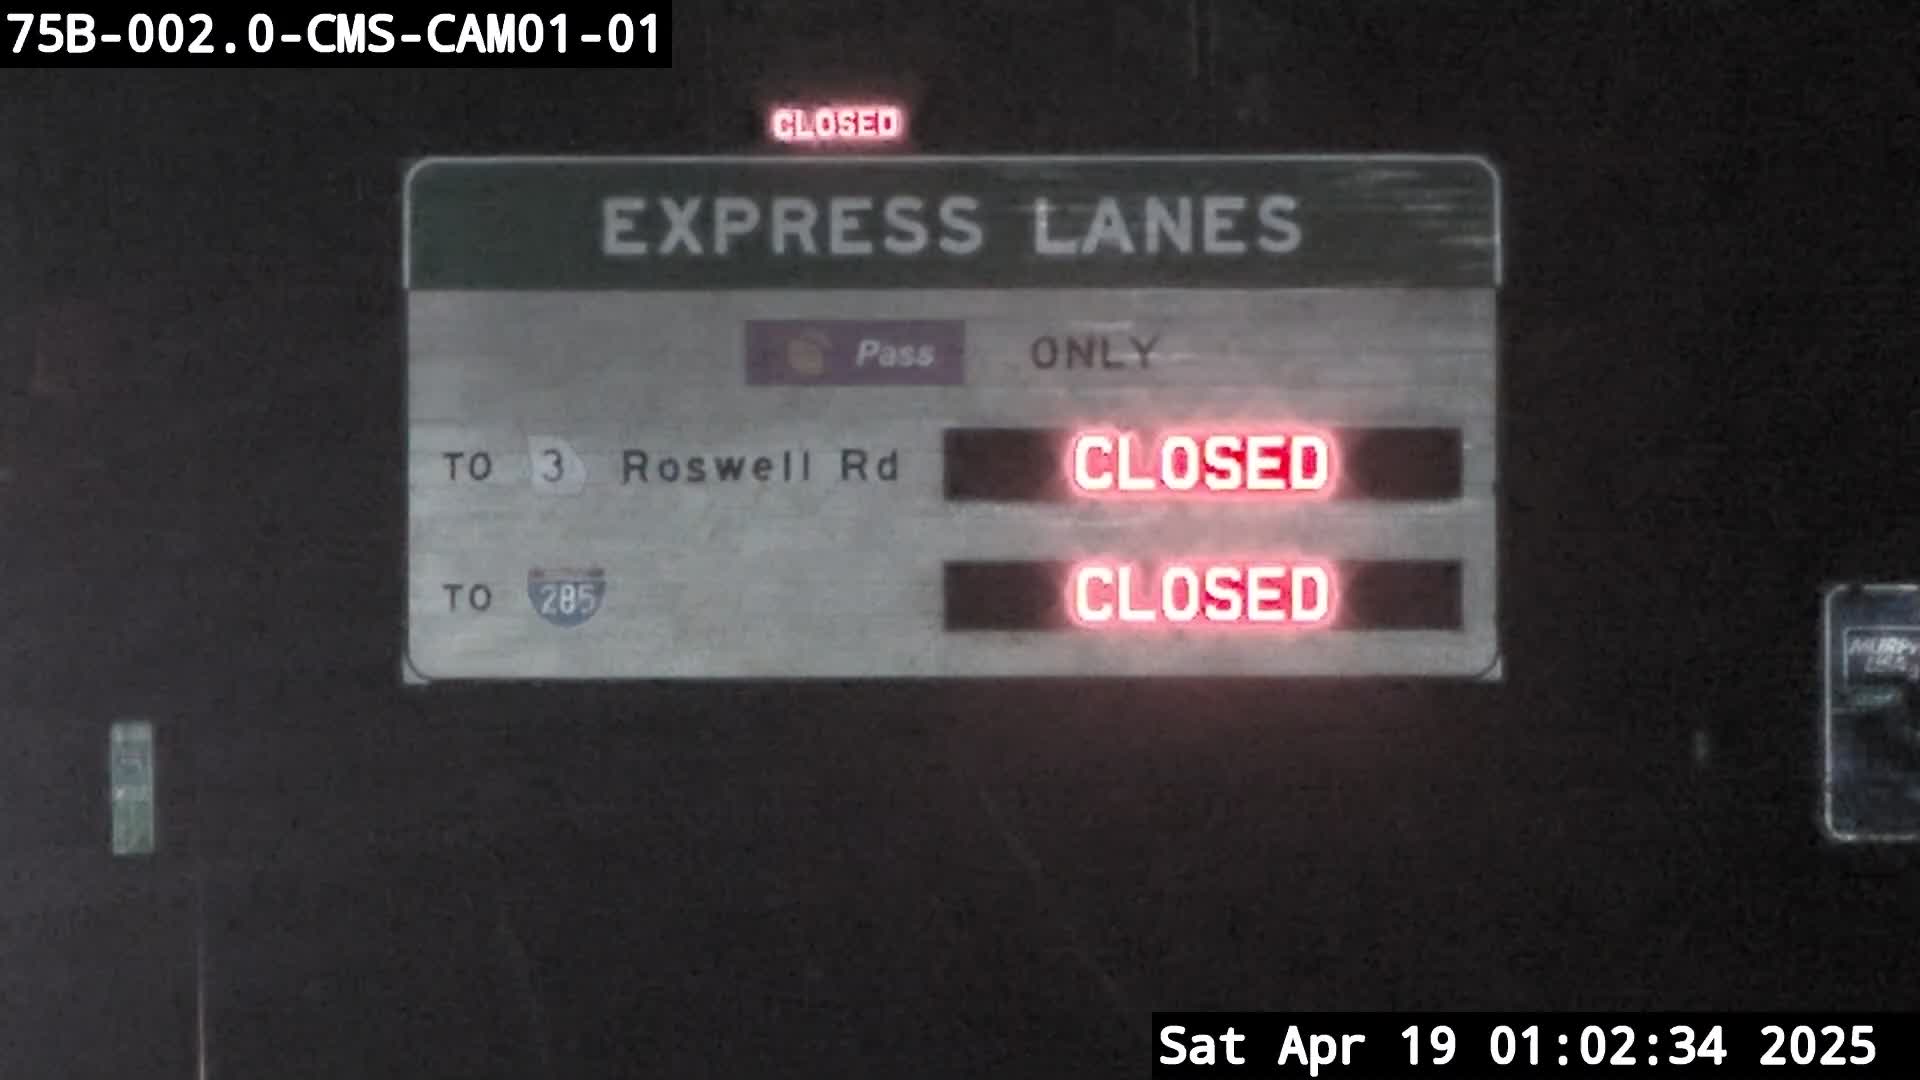 75B-002.0-CMS-CAM01-01
CLOSED
EXPRESS LANES
Pass ONLY
TO 3 Roswell Rd CLOSED
TO 285 CLOSED
Sat Apr 19 01:02:34 2025